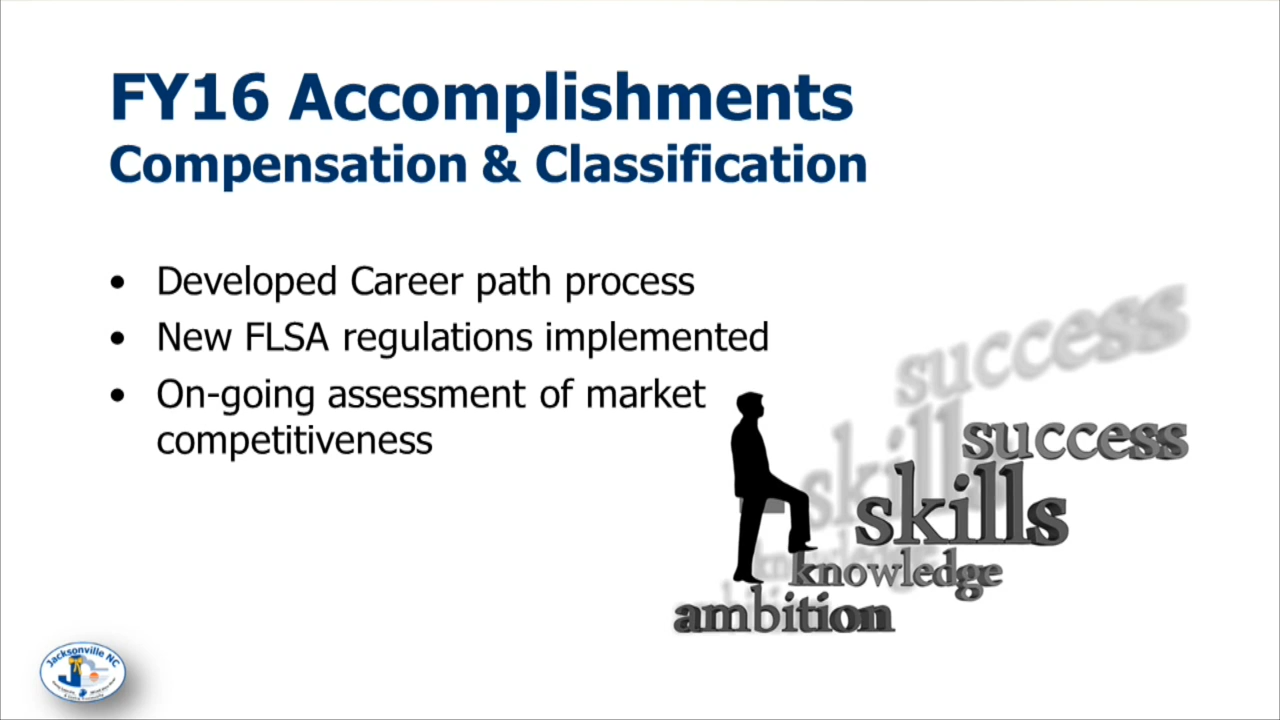 FY16 Accomplishments
Compensation & Classification
• Developed Career path process
• New FLSA regulations implemented
• On-going assessment of market
competitiveness
success
success
skills
skills
knowledge
ambition
Jacksonville NC